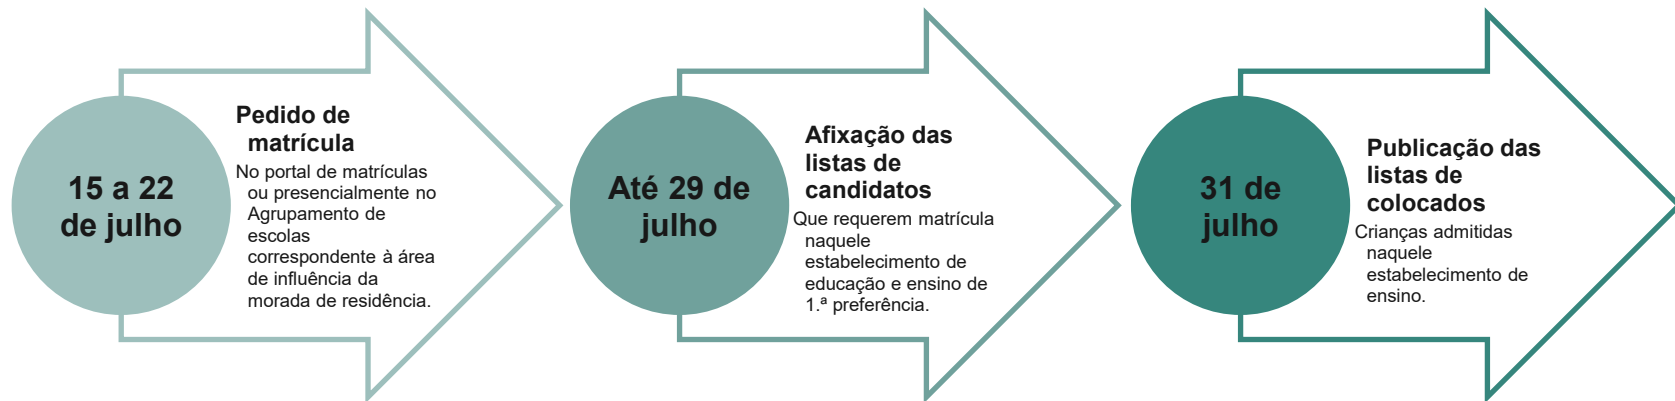 15 a 22
de julho
Pedido de
matrícula
No portal de matrículas
ou presencialmente no
Agrupamento de
escolas
correspondente à área
de influência da
morada de residência.
Até 29 de
julho
Afixação das
listas de
candidatos
Que requerem matrícula
naquele
estabelecimento de
educação e ensino de
1.ª preferência.
31 de
julho
Publicação das
listas de
colocados
Crianças admitidas
naquele
estabelecimento de
ensino.